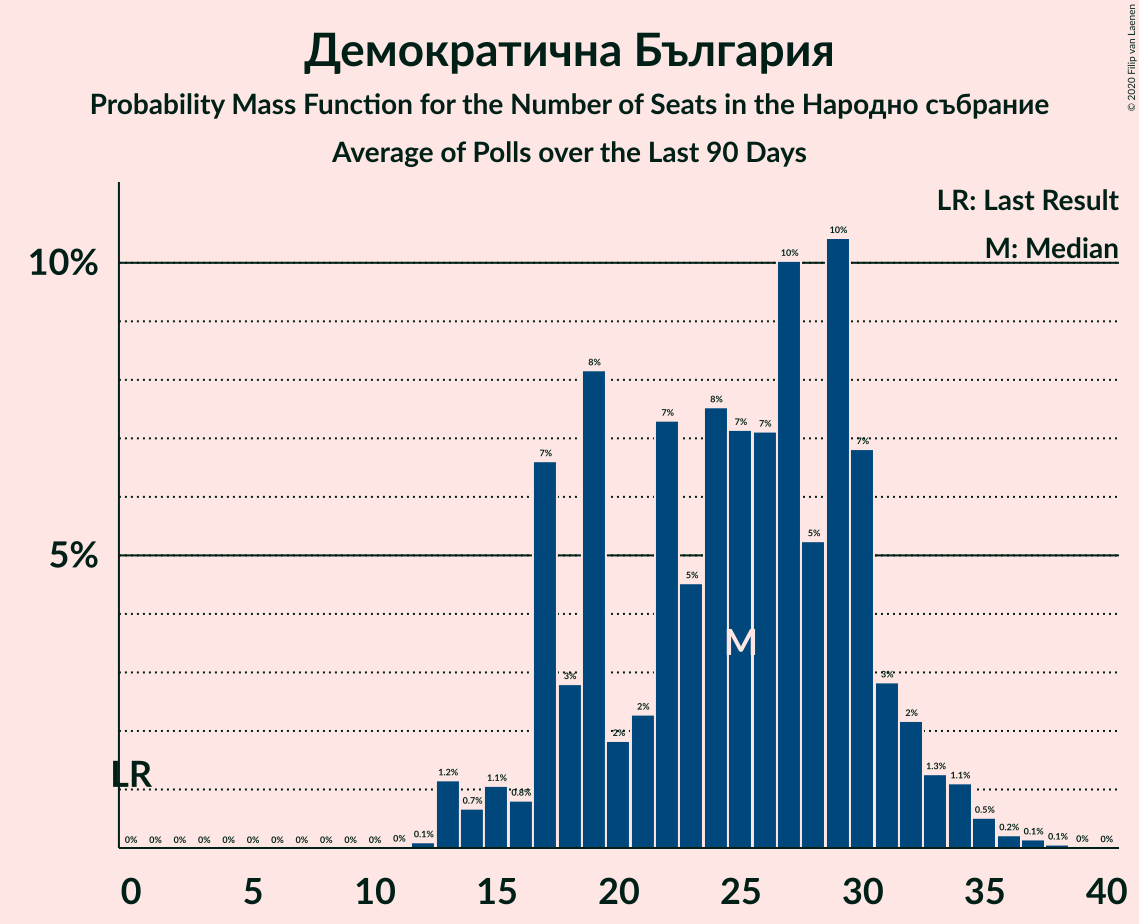 Демократична България
Probability Mass Function for the Number of Seats in the Народно събрание
Average of Polls over the Last 90 Days
© 2020 Filip van Laenen
LR: Last Result
M: Median
10%
5%
LR
M
0% 0% 0% 0% 0% 0% 0% 0% 0% 0% 0% 0% 0.1% 1.2% 0.7% 1.1% 0.8% 7% 3% 8% 2% 2% 7% 5% 8% 7% 7% 10% 5% 10% 7% 3% 2% 1.3% 1.1% 0.5% 0.2% 0.1% 0.1% 0% 0%
0 5 10 15 20 25 30 35 40